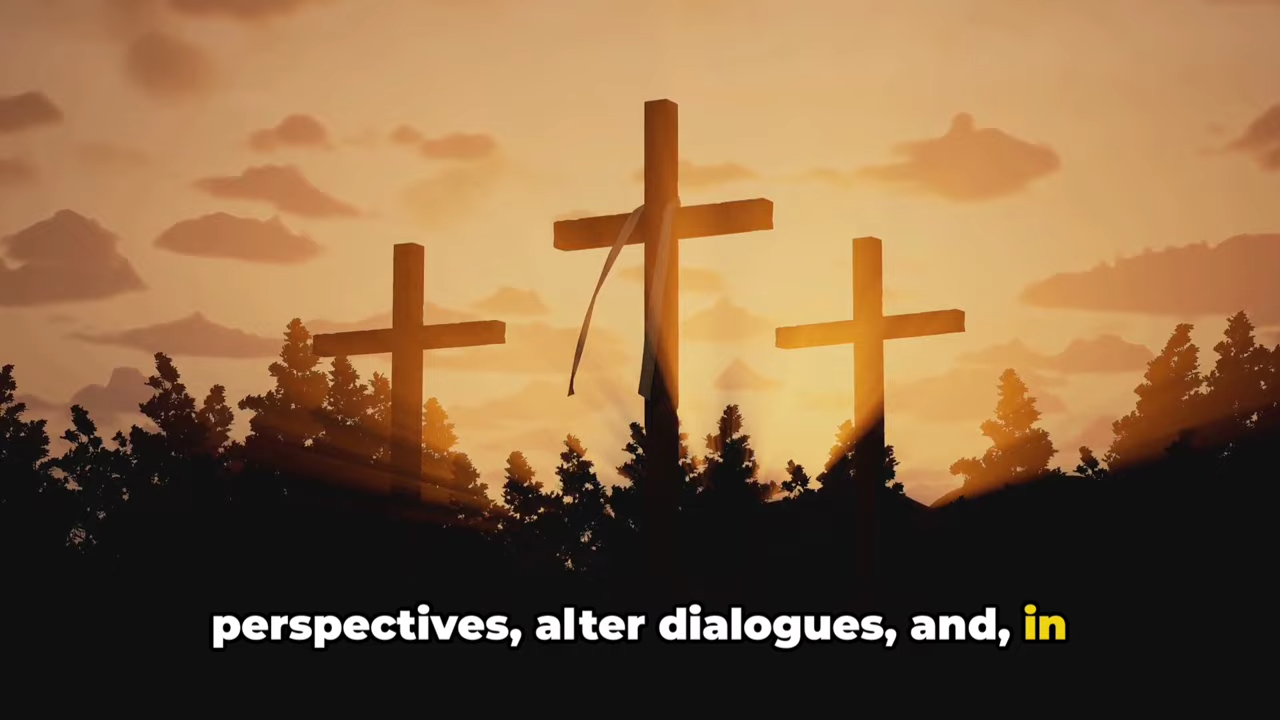 perspectives, alter dialogues, and, in